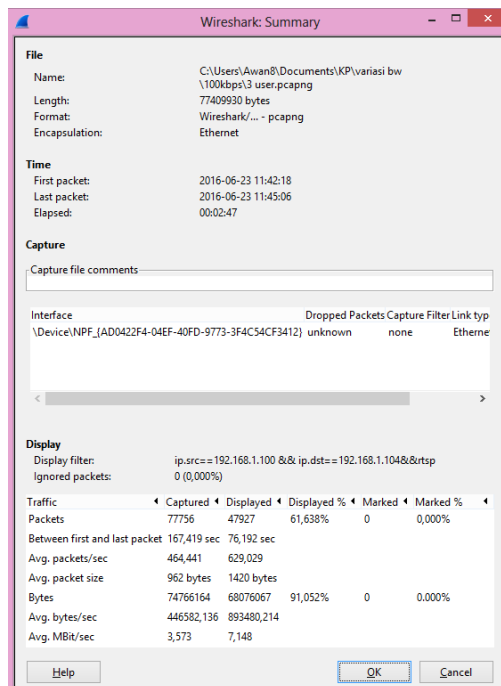 Wireshark: Summary
File
Name: C:\Users\Awan8\Documents\KP\variasi bw
\100kbps\3 user.pcapng
Length: 77409930 bytes
Format: Wireshark/... - pcapng
Encapsulation: Ethernet
Time
First packet: 2016-06-23 11:42:18
Last packet: 2016-06-23 11:45:06
Elapsed: 00:02:47
Capture
Capture file comments
Interface Dropped Packets Capture Filter Link typ
\Device\NPF_{AD0422F4-04EF-40FD-9773-3F4C54CF3412} unknown none Etherne
Display
Display filter: ip.src==192.168.1.100 && ip.dst==192.168.1.104&&rtsp
Ignored packets: 0 (0,000%)
Traffic Captured Displayed Displayed % Marked Marked %
Packets 77756 47927 61,638% 0 0,000%
Between first and last packet 167,419 sec 76,192 sec
Avg. packets/sec 464,441 629,029
Avg. packet size 962 bytes 1420 bytes
Bytes 74766164 68076067 91,052% 0 0.000%
Avg. bytes/sec 446582,136 893480,214
Avg. MBit/sec 3,573 7,148
Help OK Cancel